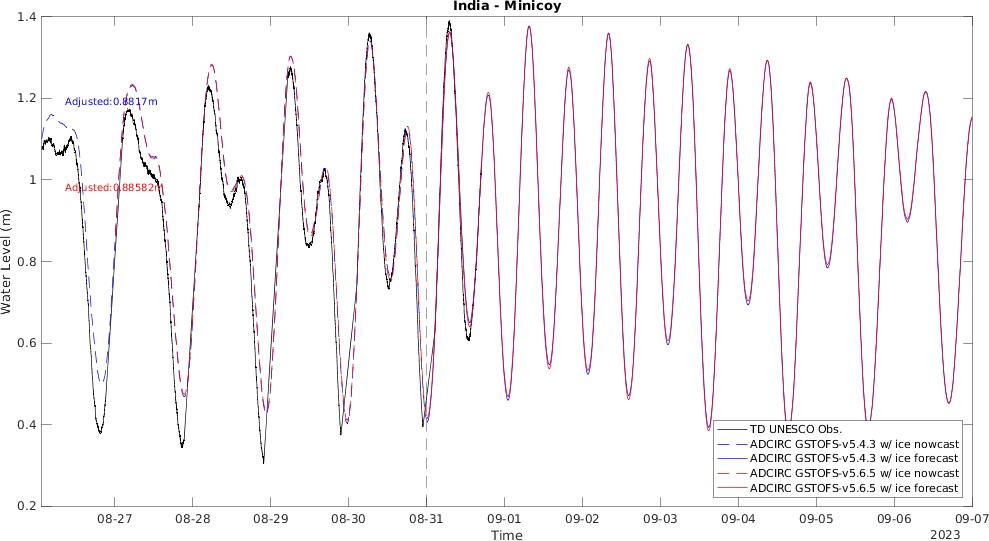 India - Minicoy
1.4
1.2
1
0.8
0.6
0.4
0.2
Water Level (m)
Adjusted:0.8817m
Adjusted:0.88582m
TD UNESCO Obs.
ADCIRC GSTOFS-v5.4.3 w/ ice nowcast
ADCIRC GSTOFS-v5.4.3 w/ ice forecast
ADCIRC GSTOFS-v5.6.5 w/ ice nowcast
ADCIRC GSTOFS-v5.6.5 w/ ice forecast
08-27 08-28 08-29 08-30 08-31 09-01 09-02 09-03 09-04 09-05 09-06 09-07
Time
2023